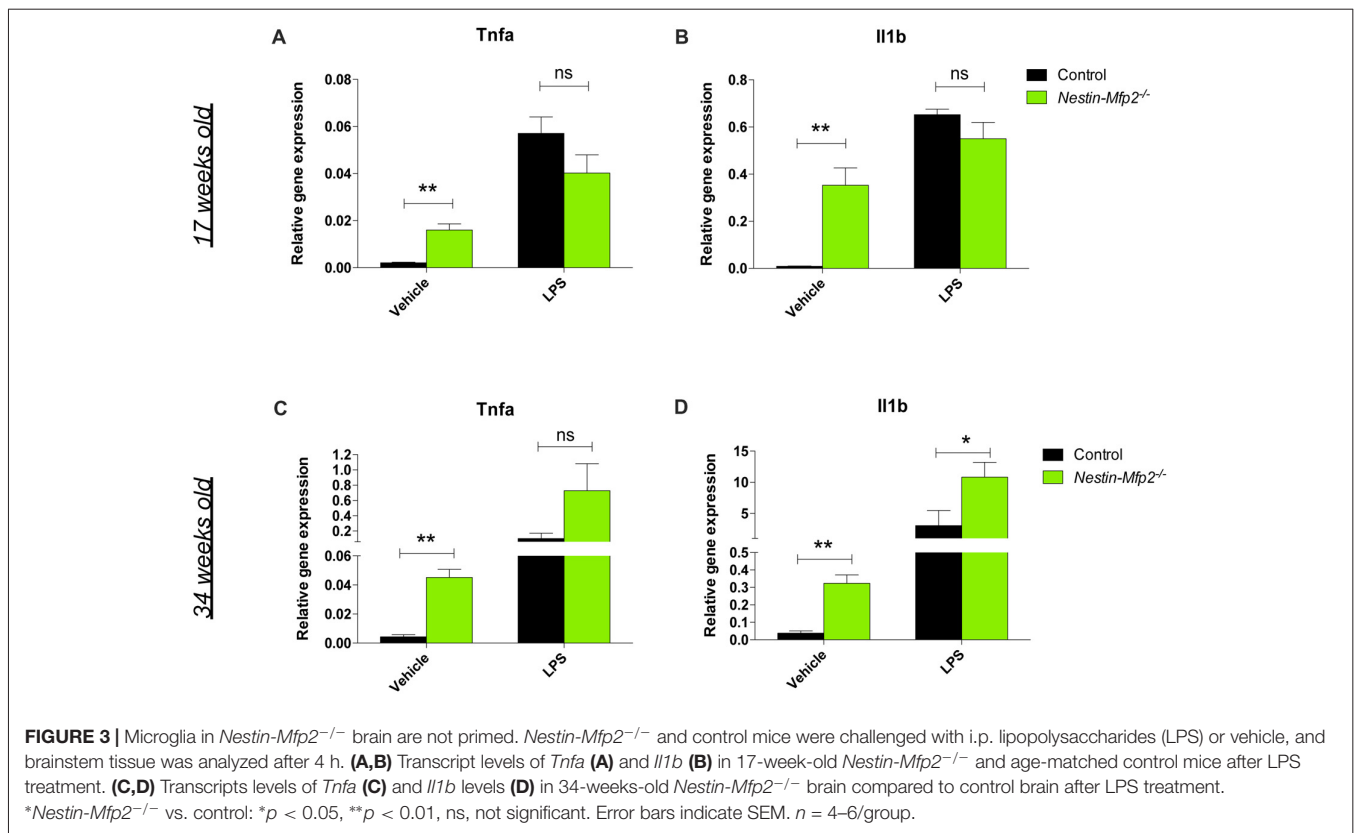 A
Tnfa
B
Il1b
17 weeks old
Relative gene expression
0.08
0.06
0.04
0.02
0.00
**
ns
Vehicle
LPS
Relative gene expression
0.8
0.6
0.4
0.2
0.0
**
ns
Vehicle
LPS
Control
Nestin-Mfp2-/-
C
Tnfa
D
Il1b
34 weeks old
Relative gene expression
1.2
1.0
0.8
0.6
0.4
0.2
0.06
0.04
0.02
0.00
**
ns
Vehicle
LPS
Relative gene expression
15
10
5
0.5
0.4
0.3
0.2
0.1
0.0
**
*
Vehicle
LPS
Control
Nestin-Mfp2-/-
FIGURE 3 | Microglia in Nestin-Mfp2−/− brain are not primed. Nestin-Mfp2−/− and control mice were challenged with i.p. lipopolysaccharides (LPS) or vehicle, and
brainstem tissue was analyzed after 4 h. (A,B) Transcript levels of Tnfa (A) and Il1b (B) in 17-week-old Nestin-Mfp2−/− and age-matched control mice after LPS
treatment. (C,D) Transcripts levels of Tnfa (C) and Il1b levels (D) in 34-weeks-old Nestin-Mfp2−/− brain compared to control brain after LPS treatment.
*Nestin-Mfp2−/− vs. control: *p < 0.05, **p < 0.01, ns, not significant. Error bars indicate SEM. n = 4–6/group.